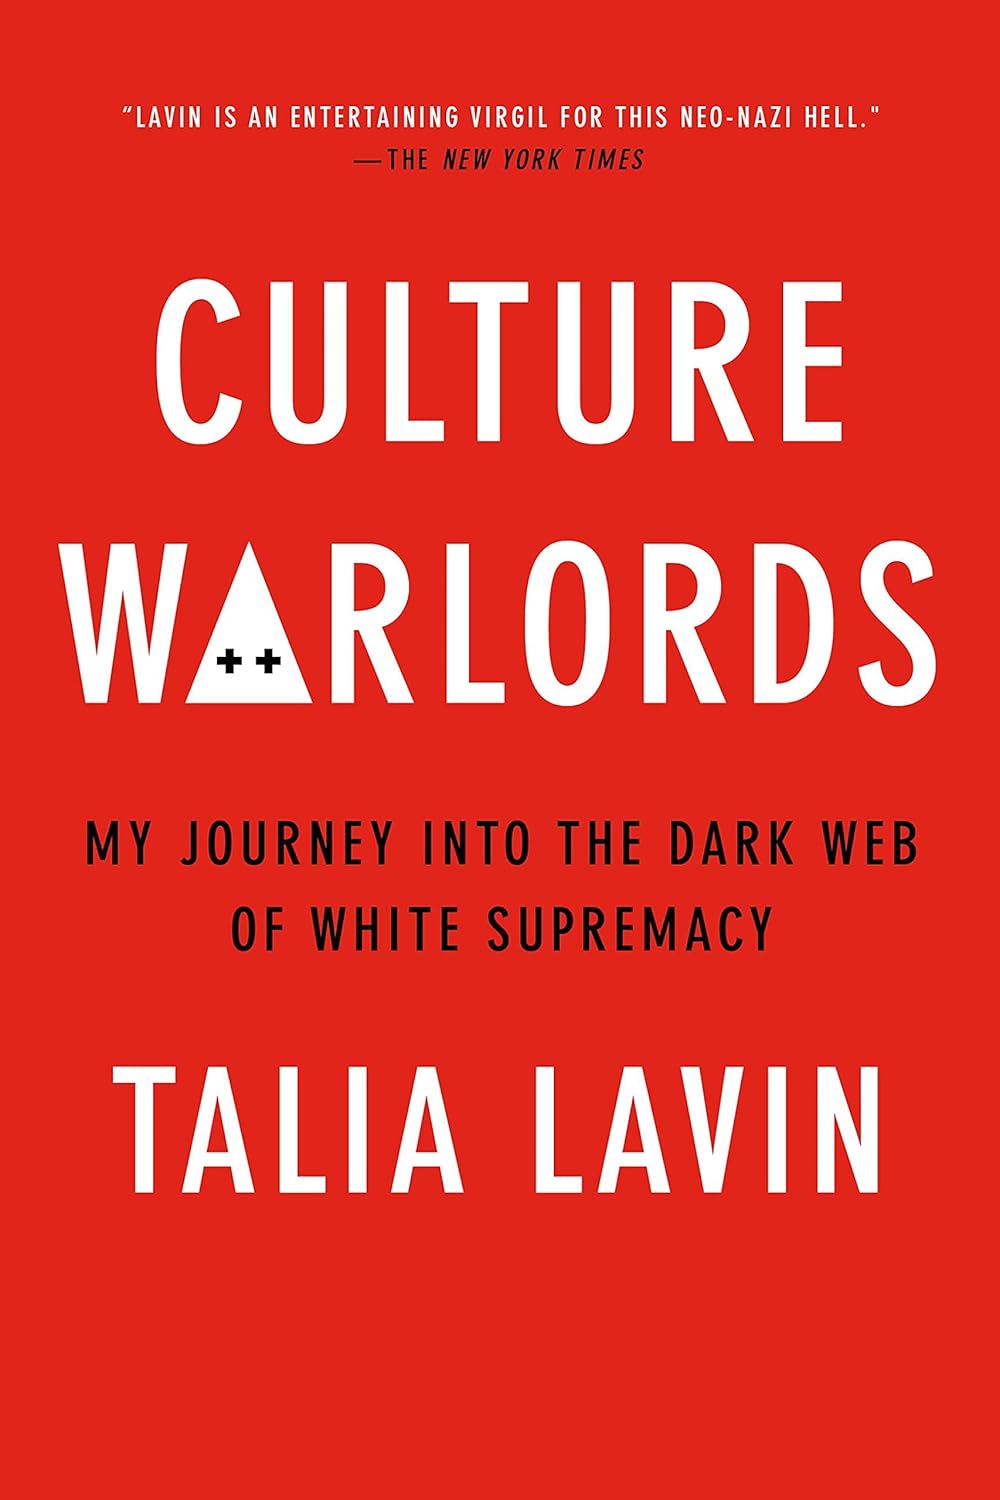 “LAVIN IS AN ENTERTAINING VIRGIL FOR THIS NEO-NAZI HELL."
—THE NEW YORK TIMES
CULTURE
WARLORDS
MY JOURNEY INTO THE DARK WEB
OF WHITE SUPREMACY
TALIA LAVIN